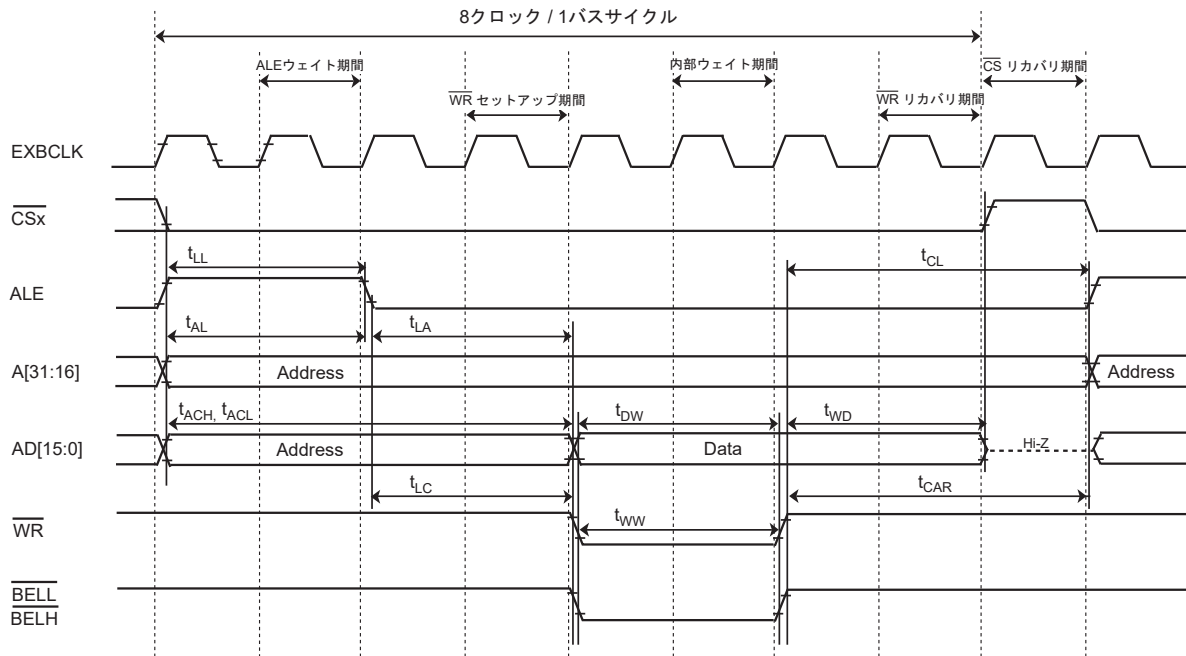 8クロック / 1バスサイクル
ALEウェイト期間
内部ウェイト期間
CS リカバリ期間
WR セットアップ期間
WR リカバリ期間
EXBCLK
CSx
tLL
tCL
ALE
tAL
tLA
A[31:16]
Address
Address
tACH, tACL
tDW
tWD
AD[15:0]
Address
Data
Hi-Z
tLC
tCAR
WR
tWW
BELL
BELH